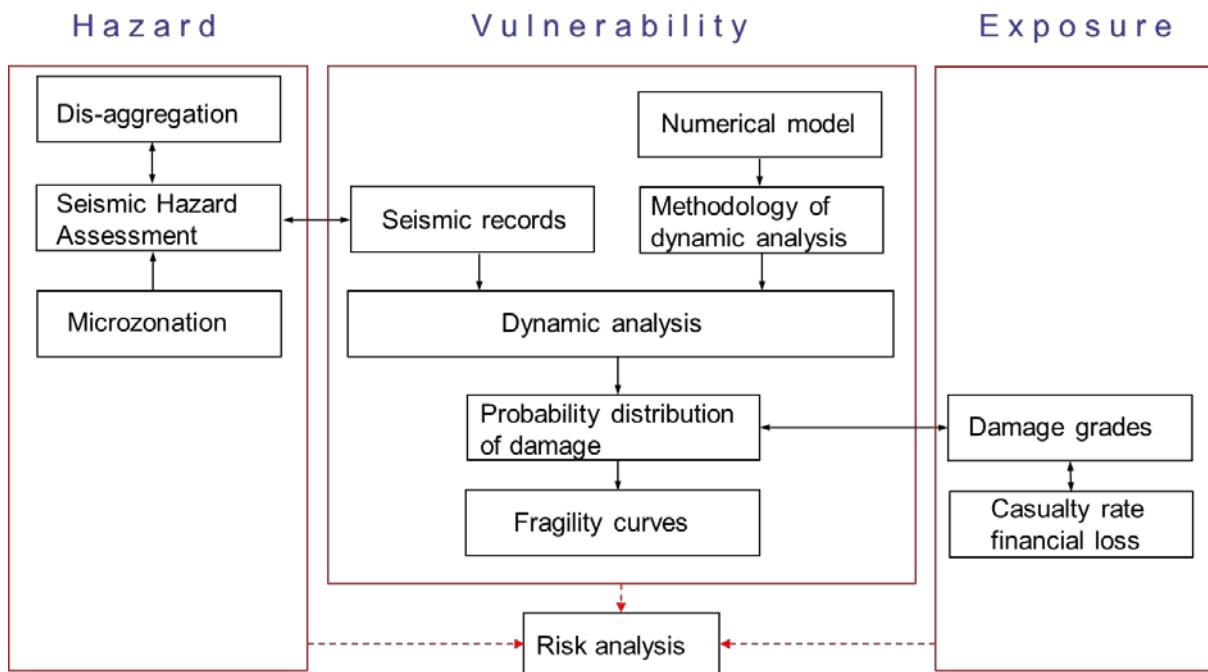 Hazard
Vulnerability
Exposure
Dis-aggregation
Seismic Hazard
Assessment
Microzonation
Numerical model
Seismic records
Methodology of
dynamic analysis
Dynamic analysis
Probability distribution
of damage
Fragility curves
Damage grades
Casualty rate
financial loss
Risk analysis